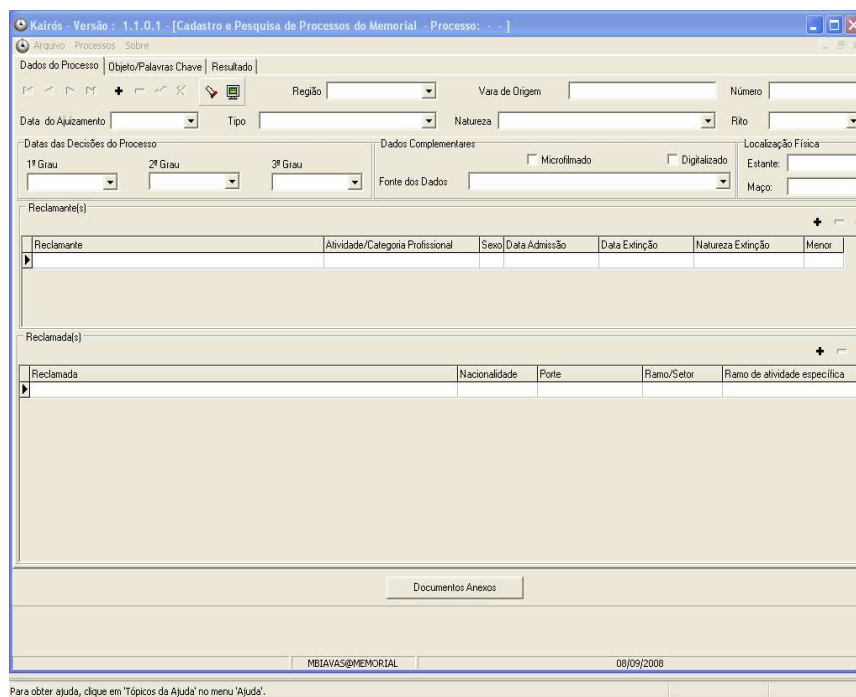 Kairós - Versão : 1.1.0.1 - [Cadastro e Pesquisa de Processos do Memorial - Processo: - - ]
Arquivo Processos Sobre
Dados do Processo Objeto/Palavras Chave Resultado
Região Vara de Origem Número
Data do Ajuizamento Tipo Natureza Rito
Datas das Decisões do Processo Dados Complementares Localização Física
1º Grau 2º Grau 3º Grau Microfilmado Digitalizado Estante:
Fonte dos Dados Maço:
Reclamante(s)
Reclamante Atividade/Categoria Profissional Sexo Data Admissão Data Extinção Natureza Extinção Menor
Reclamada(s)
Reclamada Nacionalidade Porte Ramo/Setor Ramo de atividade específica
Documentos Anexos
MBIAVAS@MEMORIAL 08/09/2008
Para obter ajuda, clique em 'Tópicos da Ajuda' no menu 'Ajuda'.